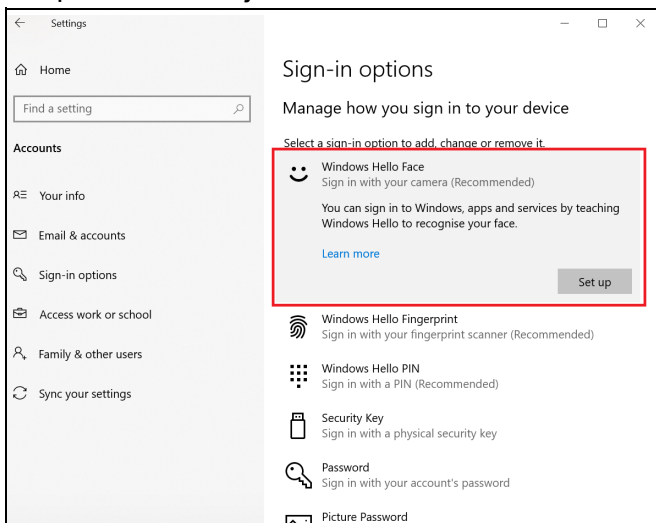 Settings
Home
Find a setting
Accounts
Your info
Email & accounts
Sign-in options
Access work or school
Family & other users
Sync your settings
Sign-in options
Manage how you sign in to your device
Select a sign-in option to add, change or remove it.
Windows Hello Face
Sign in with your camera (Recommended)
You can sign in to Windows, apps and services by teaching
Windows Hello to recognise your face.
Learn more
Set up
Windows Hello Fingerprint
Sign in with your fingerprint scanner (Recommended)
Windows Hello PIN
Sign in with a PIN (Recommended)
Security Key
Sign in with a physical security key
Password
Sign in with your account's password
Picture Password